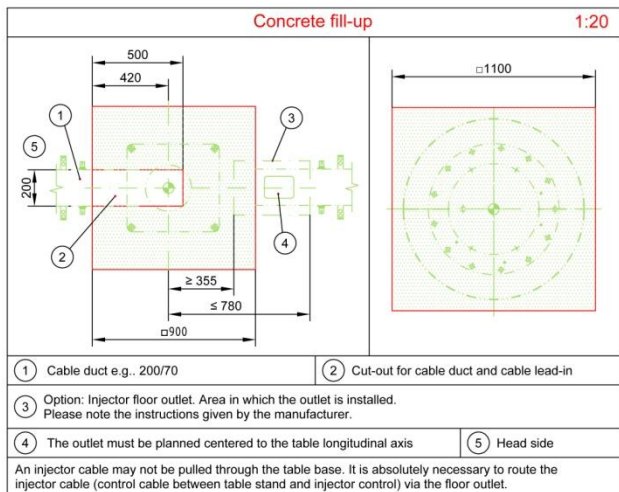 Concrete fill-up 1:20
500
420
□1100
1
3
5
200
2
4
≥ 355
≤ 780
□900
1 Cable duct e.g.. 200/70
2 Cut-out for cable duct and cable lead-in
3 Option: Injector floor outlet. Area in which the outlet is installed.
Please note the instructions given by the manufacturer.
4 The outlet must be planned centered to the table longitudinal axis
5 Head side
An injector cable may not be pulled through the table base. It is absolutely necessary to route the
injector cable (control cable between table stand and injector control) via the floor outlet.